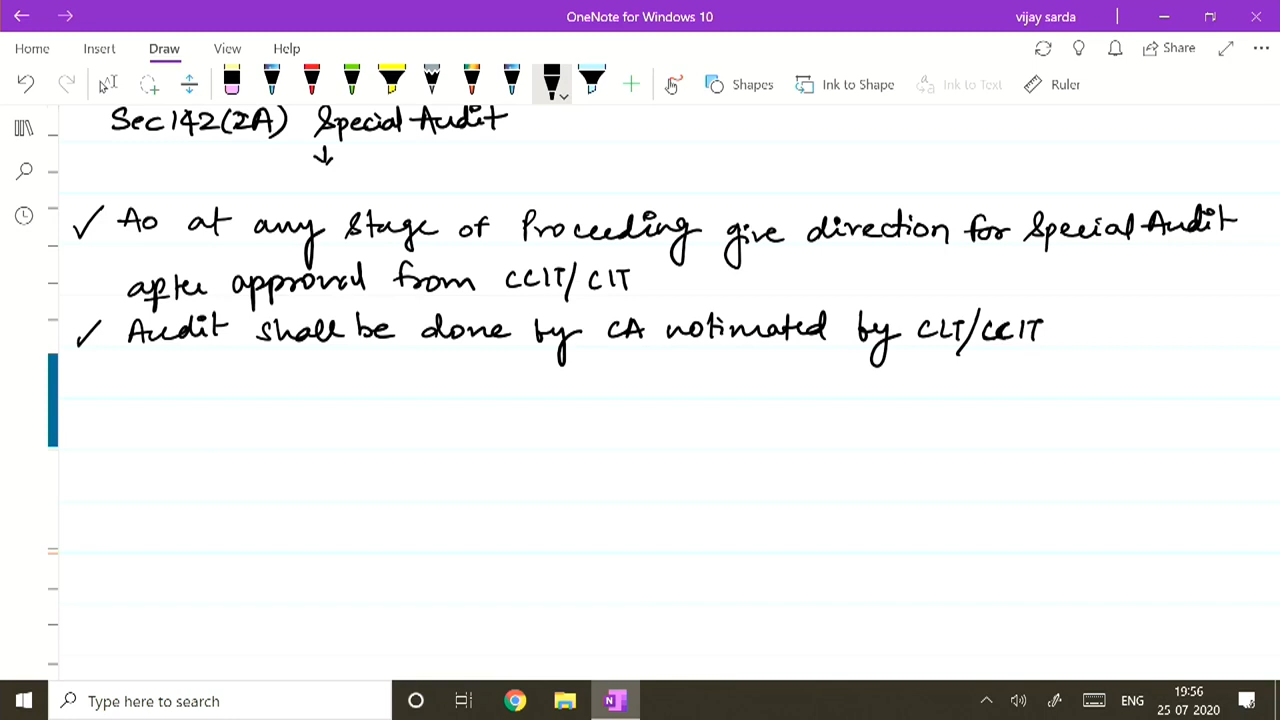 OneNote for Windows 10
vijay sarda
Home Insert Draw View Help
Share
Shapes Ink to Shape Ink to Text Ruler
Sec 142(2A) Special Audit
✓ AO at any Stage of Proceeding give direction for Special Audit
after approval from CCIT/CIT
✓ Audit shall be done by CA notimated by CIT/CCIT
Type here to search
ENG
19:56
25 07 2020
3